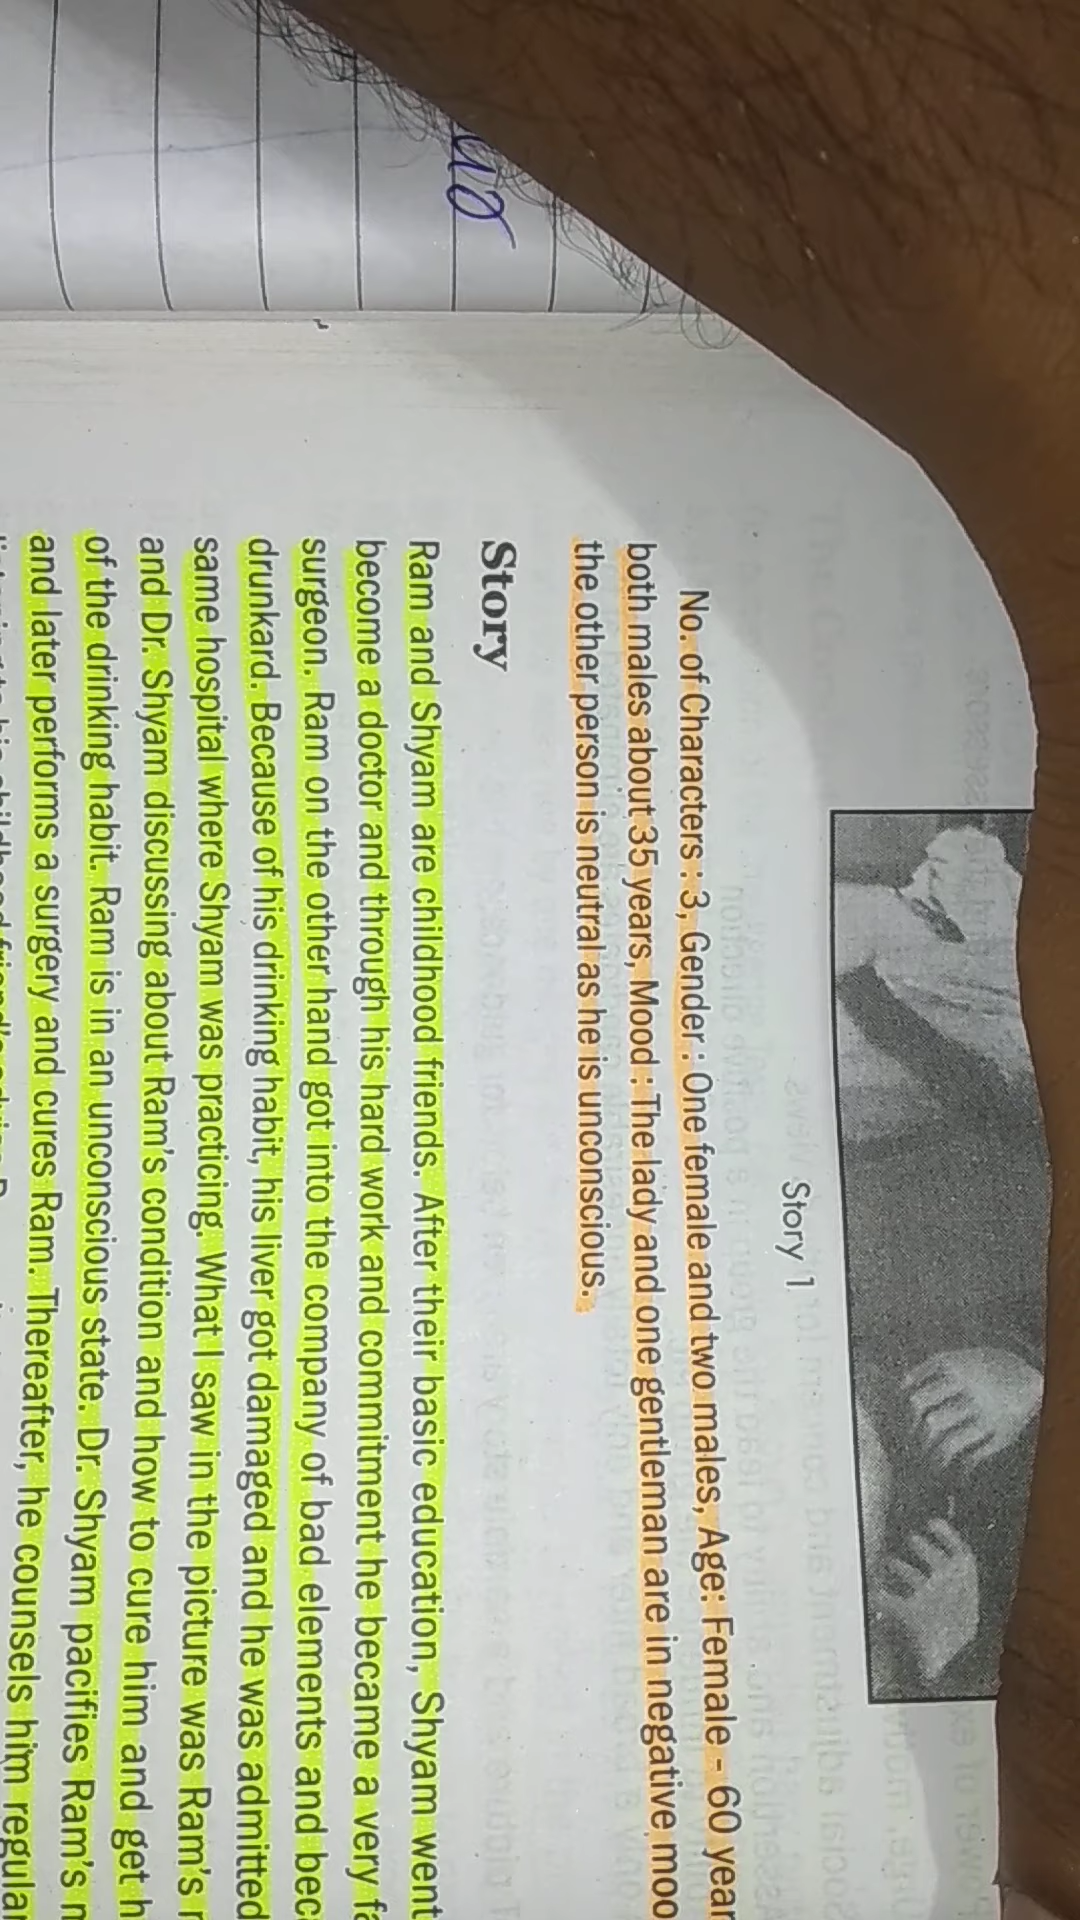 Story 1
No. of Characters : 3, Gender : One female and two males, Age: Female - 60 year
both males about 35 years, Mood : The lady and one gentleman are in negative moo
the other person is neutral as he is unconscious.
Story
Ram and Shyam are childhood friends. After their basic education, Shyam went
become a doctor and through his hard work and commitment he became a very fa
surgeon. Ram on the other hand got into the company of bad elements and bec
drunkard. Because of his drinking habit, his liver got damaged and he was admitted
same hospital where Shyam was practicing. What I saw in the picture was Ram's
and Dr. Shyam discussing about Ram's condition and how to cure him and get h
of the drinking habit. Ram is in an unconscious state. Dr. Shyam pacifies Ram's
and later performs a surgery and cures Ram. Thereafter, he counsels him regular